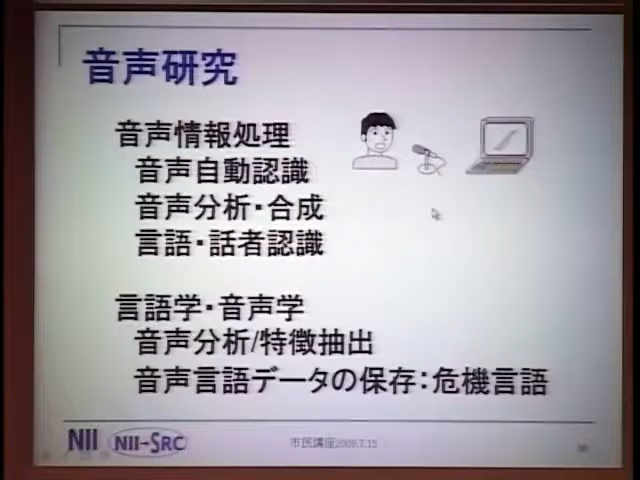 音声研究
音声情報処理
音声自動認識
音声分析・合成
言語・話者認識
言語学・音声学
音声分析/特徴抽出
音声言語データの保存：危機言語
NII NII-SRC
市民講座2009.7.15